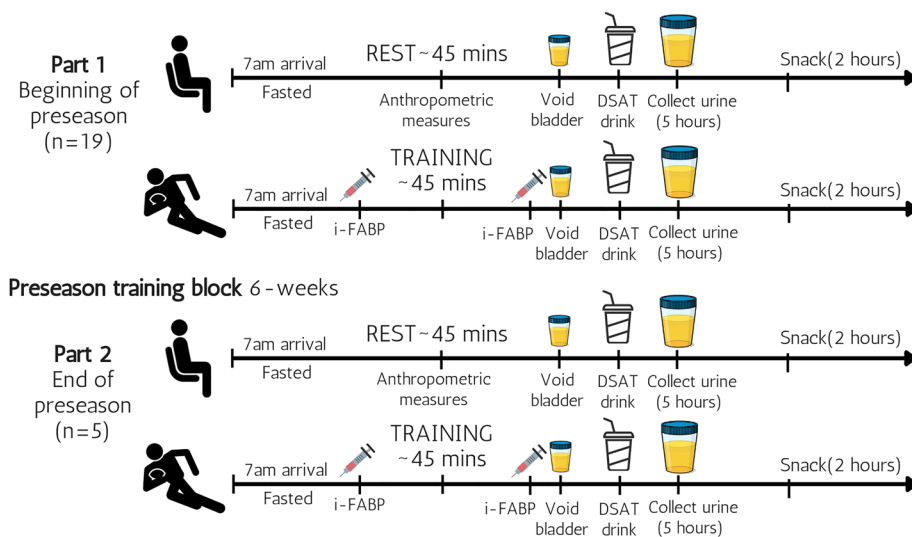 Part 1
Beginning of
preseason
(n=19)
7am arrival
Fasted
REST~45 mins
Anthropometric
measures
Void
bladder
DSAT
drink
Collect urine
(5 hours)
Snack(2 hours)
7am arrival
Fasted
i-FABP
TRAINING
~45 mins
i-FABP
Void
bladder
DSAT
drink
Collect urine
(5 hours)
Snack(2 hours)
Preseason training block 6-weeks
Part 2
End of
preseason
(n=5)
7am arrival
Fasted
REST~45 mins
Anthropometric
measures
Void
bladder
DSAT
drink
Collect urine
(5 hours)
Snack(2 hours)
7am arrival
Fasted
i-FABP
TRAINING
~45 mins
i-FABP
Void
bladder
DSAT
drink
Collect urine
(5 hours)
Snack(2 hours)